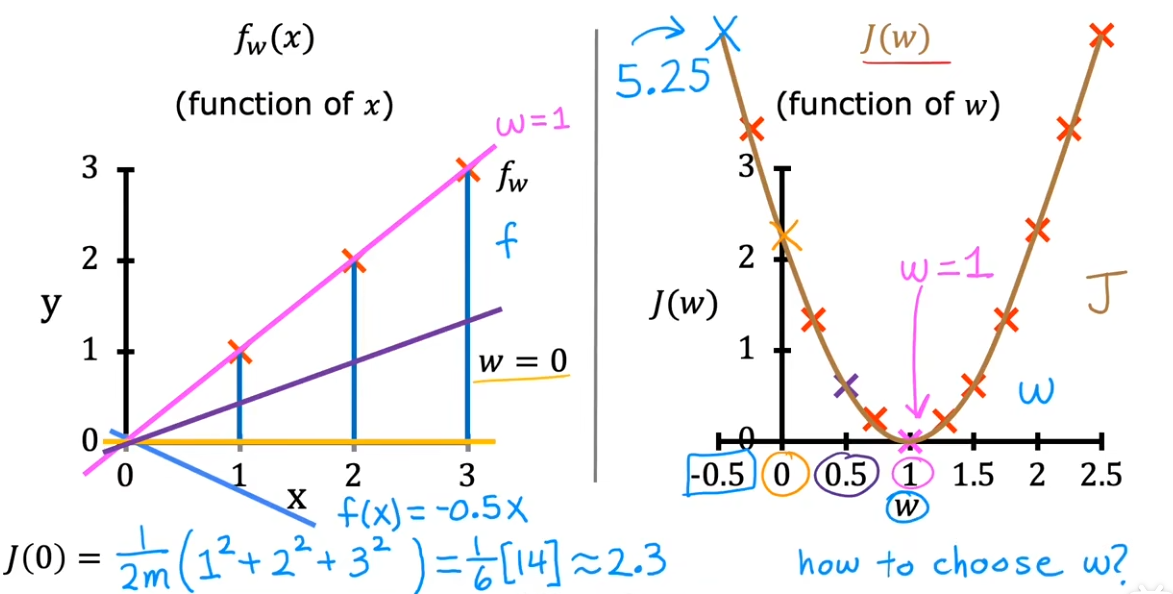 f_w(x)
(function of x)
w=1
f_w
f
3
2
1
0
y
w = 0
0 1 2 3
x
f(x)=-0.5x
J(0) = 1/2m (1²+2²+3²) = 1/6 [14] ≈ 2.3
5.25
J(w)
(function of w)
3
2
1
0
J(w)
w=1
J
w
-0.5 0 0.5 1 1.5 2 2.5
w
how to choose w?